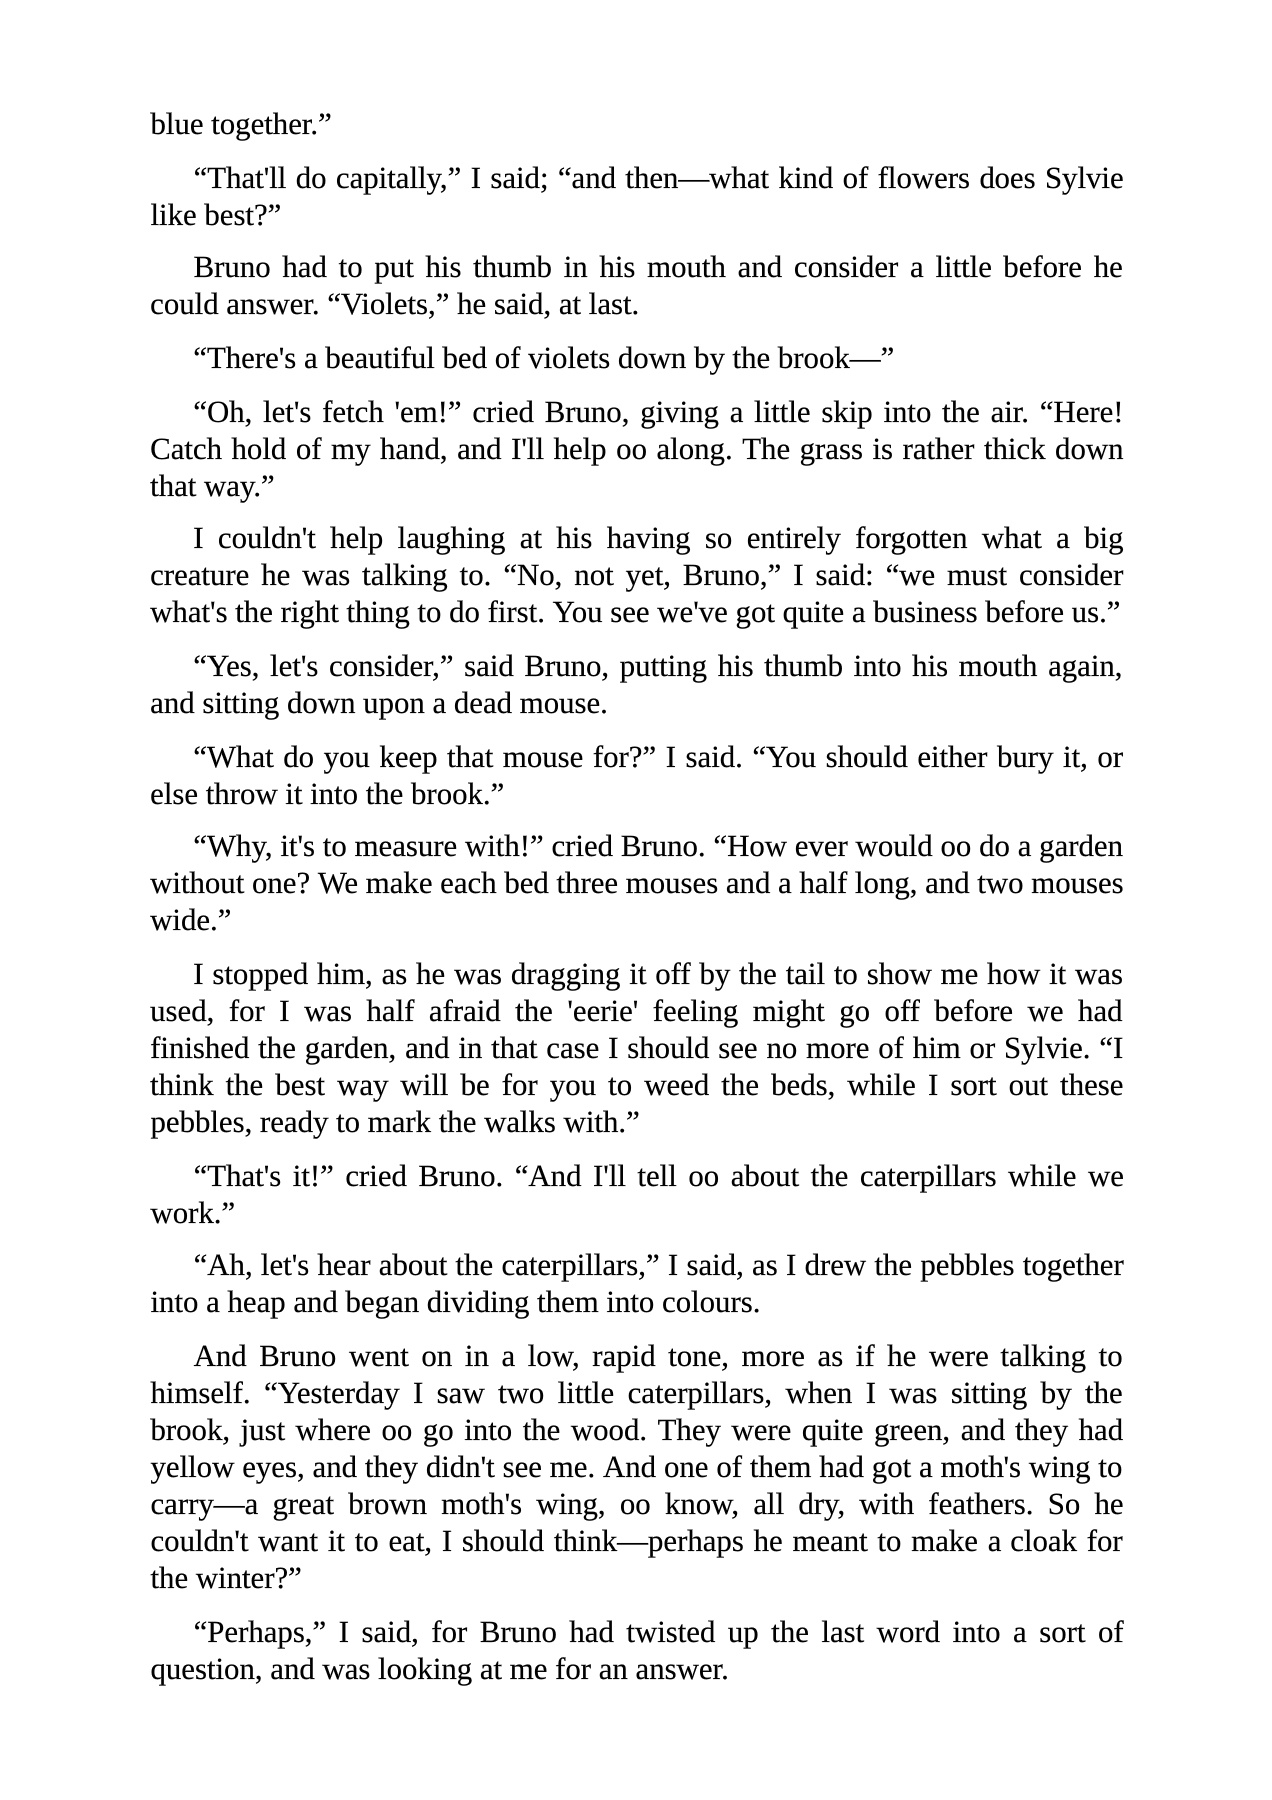 blue together.”
“That'll do capitally,” I said; “and then—what kind of flowers does Sylvie
like best?”
Bruno had to put his thumb in his mouth and consider a little before he
could answer. “Violets,” he said, at last.
“There's a beautiful bed of violets down by the brook—”
“Oh, let's fetch 'em!” cried Bruno, giving a little skip into the air. “Here!
Catch hold of my hand, and I'll help oo along. The grass is rather thick down
that way.”
I couldn't help laughing at his having so entirely forgotten what a big
creature he was talking to. “No, not yet, Bruno,” I said: “we must consider
what's the right thing to do first. You see we've got quite a business before us.”
“Yes, let's consider,” said Bruno, putting his thumb into his mouth again,
and sitting down upon a dead mouse.
“What do you keep that mouse for?” I said. “You should either bury it, or
else throw it into the brook.”
“Why, it's to measure with!” cried Bruno. “How ever would oo do a garden
without one? We make each bed three mouses and a half long, and two mouses
wide.”
I stopped him, as he was dragging it off by the tail to show me how it was
used, for I was half afraid the 'eerie' feeling might go off before we had
finished the garden, and in that case I should see no more of him or Sylvie. “I
think the best way will be for you to weed the beds, while I sort out these
pebbles, ready to mark the walks with.”
“That's it!” cried Bruno. “And I'll tell oo about the caterpillars while we
work.”
“Ah, let's hear about the caterpillars,” I said, as I drew the pebbles together
into a heap and began dividing them into colours.
And Bruno went on in a low, rapid tone, more as if he were talking to
himself. “Yesterday I saw two little caterpillars, when I was sitting by the
brook, just where oo go into the wood. They were quite green, and they had
yellow eyes, and they didn't see me. And one of them had got a moth's wing to
carry—a great brown moth's wing, oo know, all dry, with feathers. So he
couldn't want it to eat, I should think—perhaps he meant to make a cloak for
the winter?”
“Perhaps,” I said, for Bruno had twisted up the last word into a sort of
question, and was looking at me for an answer.